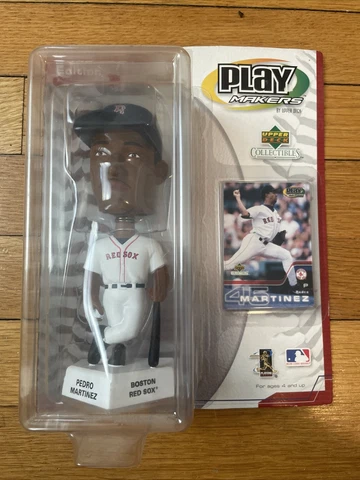 Edition
PLAY
MAKERS
BY UPPER DECK
UPPER DECK
COLLECTIBLES
RED SOX
P
45
MARTINEZ
PEDRO
MARTINEZ
BOSTON
RED SOX
For ages 4 and up.